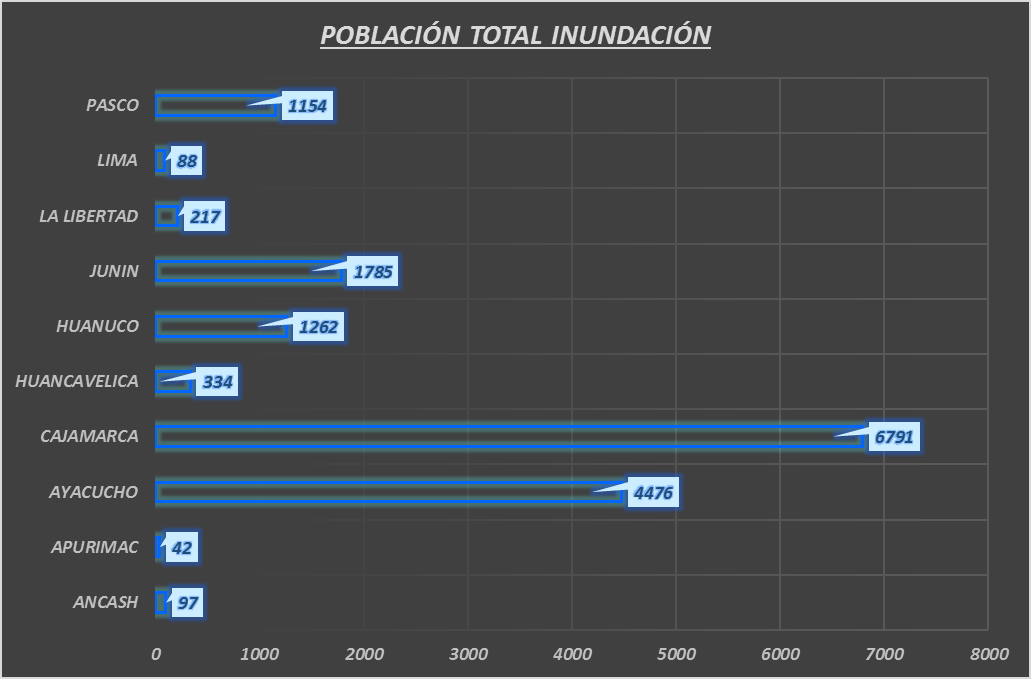 POBLACIÓN TOTAL INUNDACIÓN
PASCO 1154
LIMA 88
LA LIBERTAD 217
JUNIN 1785
HUANUCO 1262
HUANCAVELICA 334
CAJAMARCA 6791
AYACUCHO 4476
APURIMAC 42
ANCASH 97
0 1000 2000 3000 4000 5000 6000 7000 8000